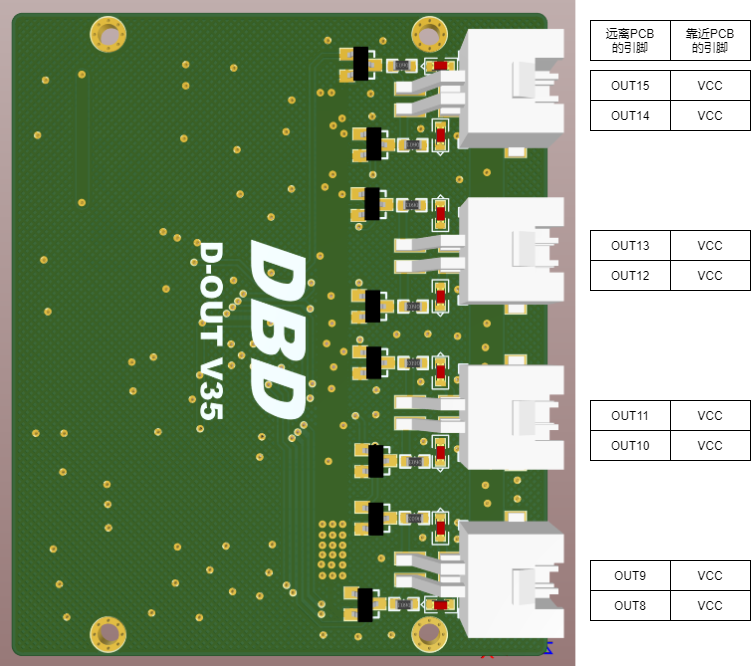 远离PCB
的引脚
靠近PCB
的引脚
OUT15 VCC
OUT14 VCC
OUT13 VCC
OUT12 VCC
DBD
D-OUT V35
OUT11 VCC
OUT10 VCC
OUT9 VCC
OUT8 VCC